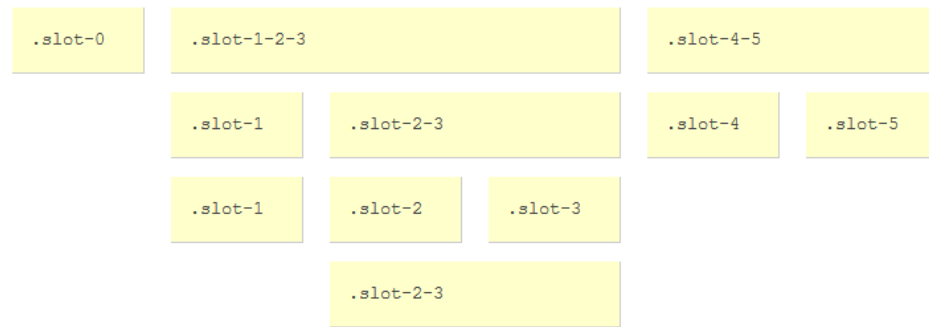 .slot-0 .slot-1-2-3 .slot-4-5
.slot-1 .slot-2-3 .slot-4 .slot-5
.slot-1 .slot-2 .slot-3
.slot-2-3